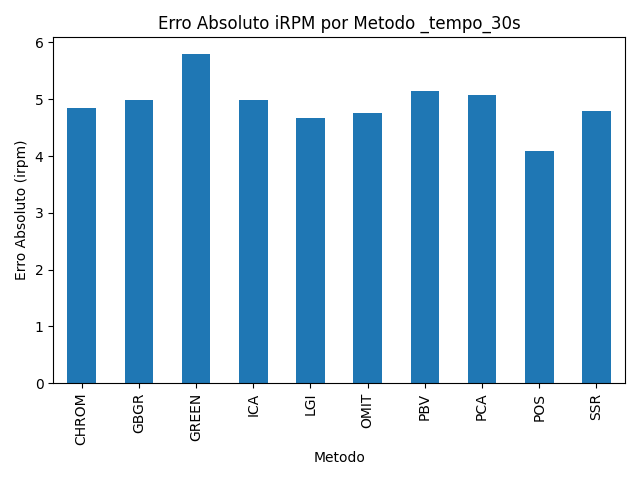 Erro Absoluto iRPM por Metodo _tempo_30s
Erro Absoluto (irpm)
6
5
4
3
2
1
0
CHROM
GBGR
GREEN
ICA
LGI
OMIT
PBV
PCA
POS
SSR
Metodo